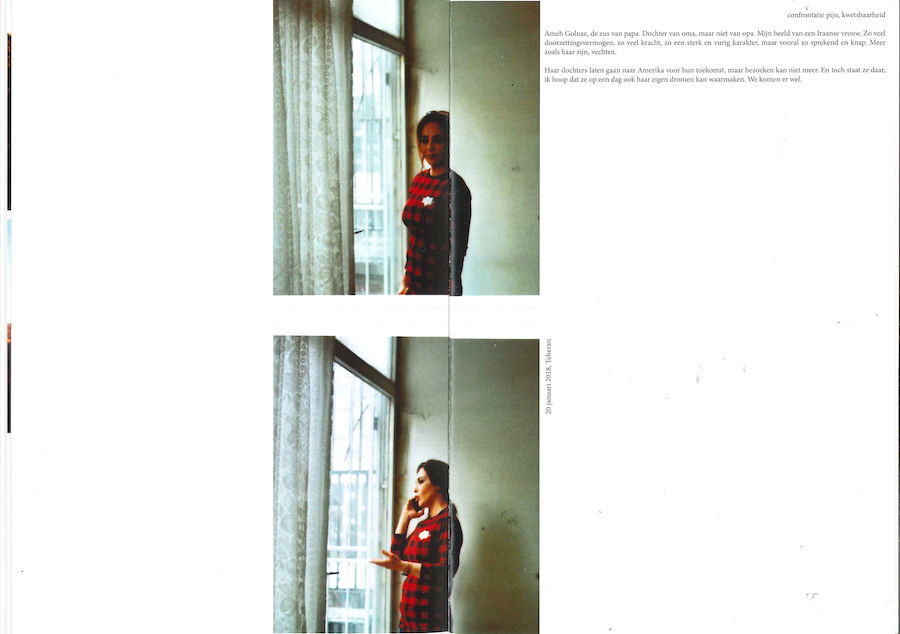 confrontatie pijn, kwetsbaarheid
Ameh Golnaz, de zus van papa. Dochter van oma, maar niet van opa. Mijn beeld van een Iraanse vrouw. Zo veel
doorzettingsvermogen, zo veel kracht, zo een sterk en vurig karakter, maar vooral zo sprekend en knap. Meer
zoals haar zijn, vechten.
Haar dochters laten gaan naar Amerika voor hun toekomst, maar bezoeken kan niet meer. En toch staat ze daar,
ik hoop dat ze op een dag ook haar eigen dromen kan waarmaken. We komen er wel.
20 januari 2018, Teheran